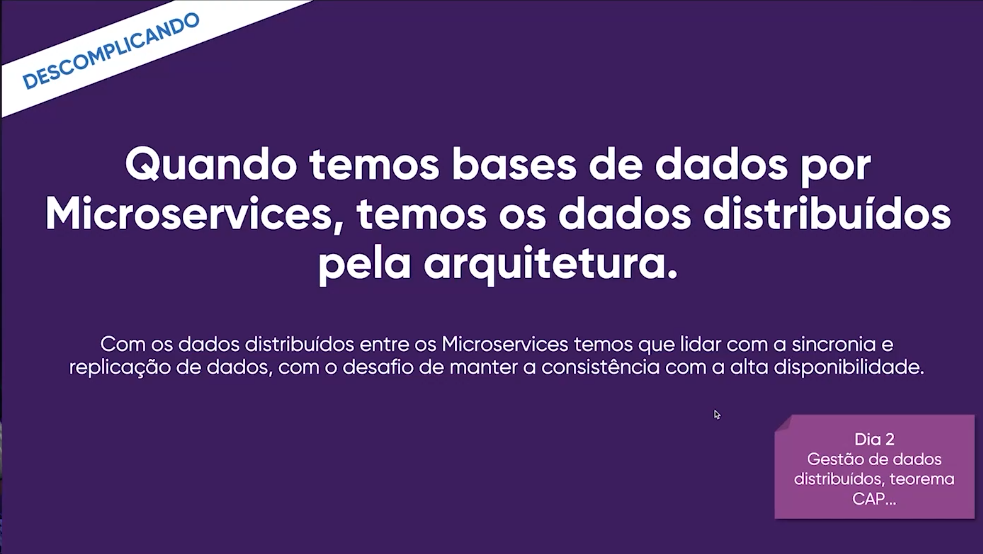 DESCOMPLICANDO
Quando temos bases de dados por
Microservices, temos os dados distribuídos
pela arquitetura.
Com os dados distribuídos entre os Microservices temos que lidar com a sincronia e
replicação de dados, com o desafio de manter a consistência com a alta disponibilidade.
Dia 2
Gestão de dados
distribuídos, teorema
CAP...